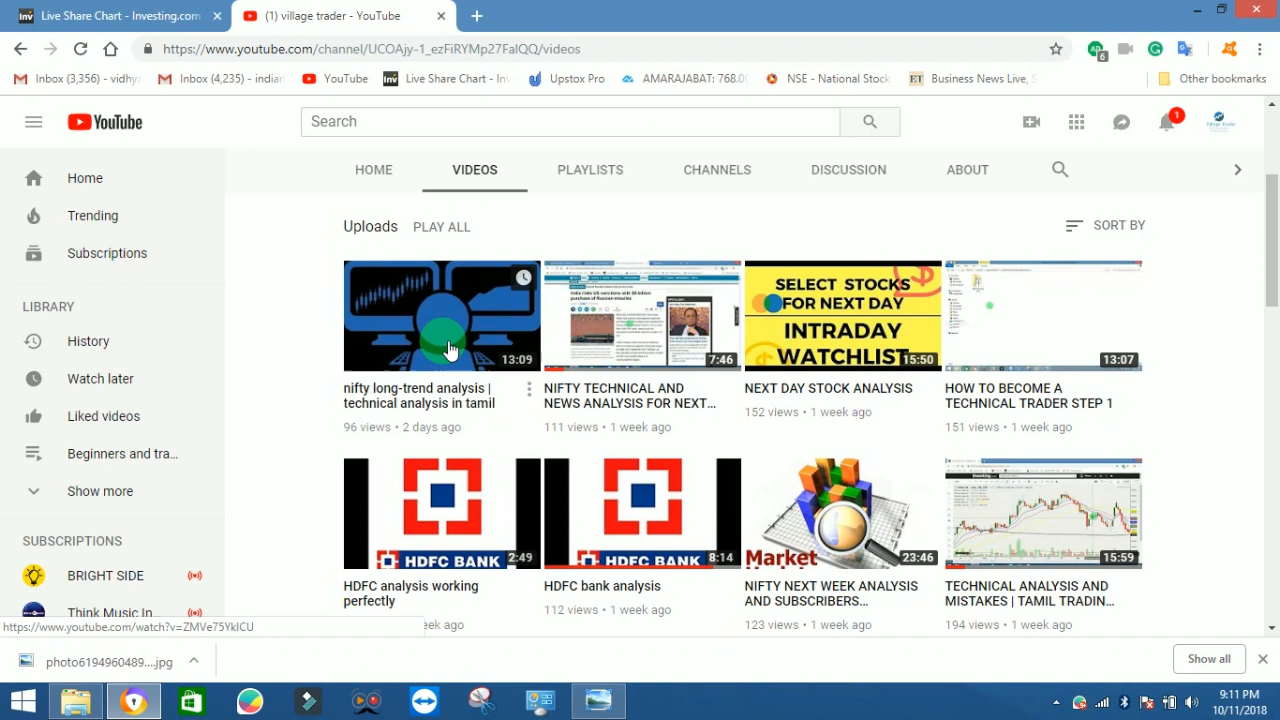 Live Share Chart - Investing.com
(1) village trader - YouTube
https://www.youtube.com/channel/UCOAjy-1_ezFiRYMp27FalQQ/videos
6
Inbox (3,356) - vidhy
Inbox (4,235) - indian
YouTube
Live Share Chart - Inv
Upstox Pro
AMARAJABAT: 768.0
NSE - National Stock
ET Business News Live, S
Other bookmarks
YouTube
Search
1
Home
Trending
Subscriptions
LIBRARY
History
Watch later
Liked videos
Beginners and tra...
Show more
SUBSCRIPTIONS
BRIGHT SIDE
Think Music In
HOME
VIDEOS
PLAYLISTS
CHANNELS
DISCUSSION
ABOUT
Uploads
PLAY ALL
SORT BY
13:09
nifty long-trend analysis |
technical analysis in tamil
96 views • 2 days ago
7:46
NIFTY TECHNICAL AND
NEWS ANALYSIS FOR NEXT...
111 views • 1 week ago
SELECT STOCKS
FOR NEXT DAY
INTRADAY
WATCHLIST
15:50
NEXT DAY STOCK ANALYSIS
152 views • 1 week ago
13:07
HOW TO BECOME A
TECHNICAL TRADER STEP 1
151 views • 1 week ago
HDFC BANK
2:49
HDFC analysis working
perfectly
eek ago
HDFC BANK
8:14
HDFC bank analysis
112 views • 1 week ago
Market
23:46
NIFTY NEXT WEEK ANALYSIS
AND SUBSCRIBERS...
123 views • 1 week ago
15:59
TECHNICAL ANALYSIS AND
MISTAKES | TAMIL TRADIN...
194 views • 1 week ago
https://www.youtube.com/watch?v=ZMVe75YkICU
photo6194960489....jpg
Show all
9:11 PM
10/11/2018